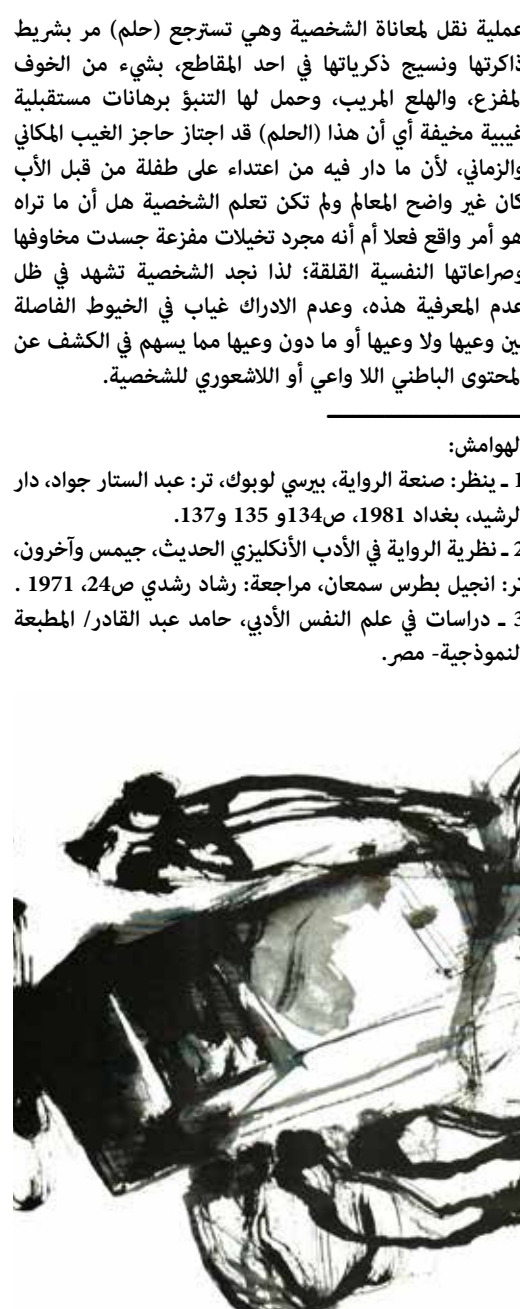 عملية نقل لمعاناة الشخصية وهي تسترجع (حلم) مر بشريط
ذاكرتها ونسيج ذكرياتها في احد المقاطع، بشيء من الخوف
المفزع، والهلع المريب، وحمل لها التنبؤ برهانات مستقبلية
غيبية مخيفة أي أن هذا (الحلم) قد اجتاز حاجز الغيب المكاني
والزماني، لأن ما دار فيه من اعتداء على طفلة من قبل الأب
كان غير واضح المعالم ولم تكن تعلم الشخصية هل أن ما تراه
هو أمر واقع فعلا أم أنه مجرد تخيلات مفزعة جسدت مخاوفها
وصراعاتها النفسية القلقة؛ لذا نجد الشخصية تشهد في ظل
عدم المعرفية هذه، وعدم الادراك غياب في الخيوط الفاصلة
بين وعيها ولا وعيها أو ما دون وعيها مما يسهم في الكشف عن
المحتوى الباطني اللا واعي أو اللاشعوري للشخصية.
الهوامش:
1 ـ ينظر: صنعة الرواية، بيرسي لوبوك، تر: عبد الستار جواد، دار
الرشيد، بغداد 1981، ص134و 135 و137.
2 ـ نظرية الرواية في الأدب الأنكليزي الحديث، جيمس وآخرون،
تر: انجيل بطرس سمعان، مراجعة: رشاد رشدي ص24، 1971 .
3 ـ دراسات في علم النفس الأدبي، حامد عبد القادر/ المطبعة
النموذجية- مصر.